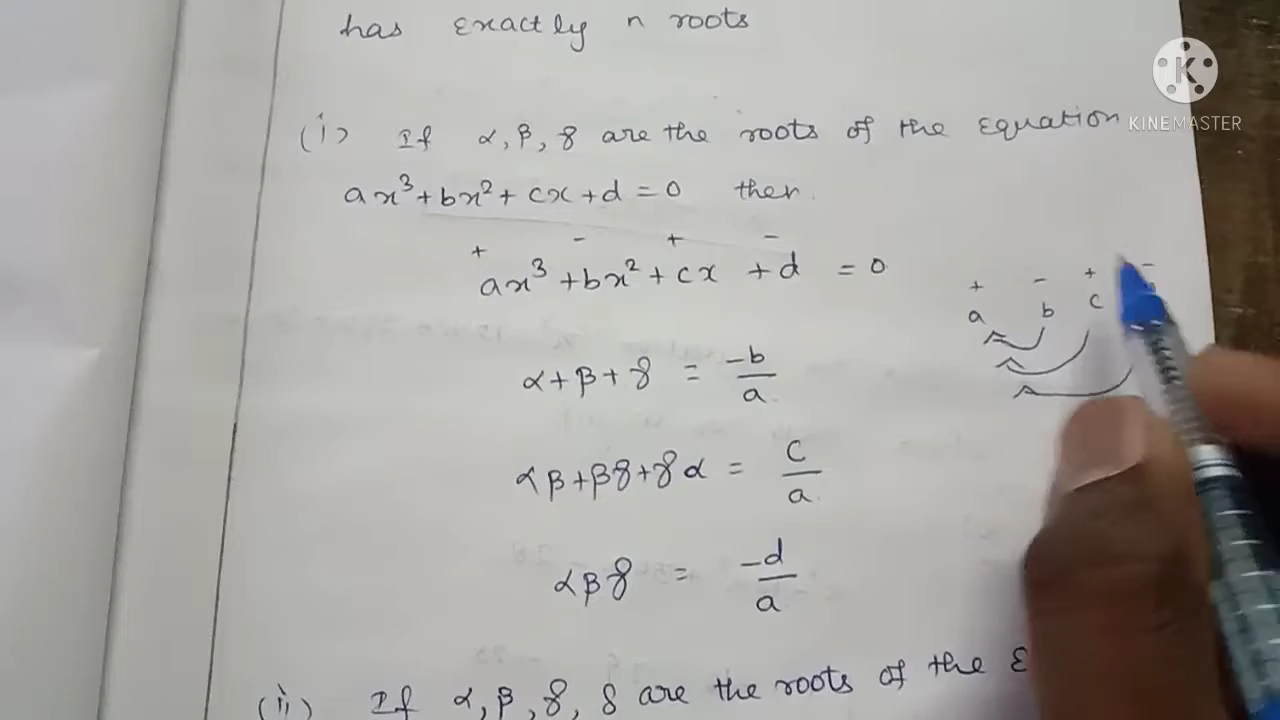 has exactly n roots
K
KINEMASTER
(i) If α, β, γ are the roots of the Equation
ax³ + bx² + cx + d = 0 then.
+ - + -
ax³ + bx² + cx + d = 0
+ - + -
a b c
α + β + γ = -b/a
αβ + βγ + γα = c/a
αβγ = -d/a
(ii) If α, β, γ, δ are the roots of the E